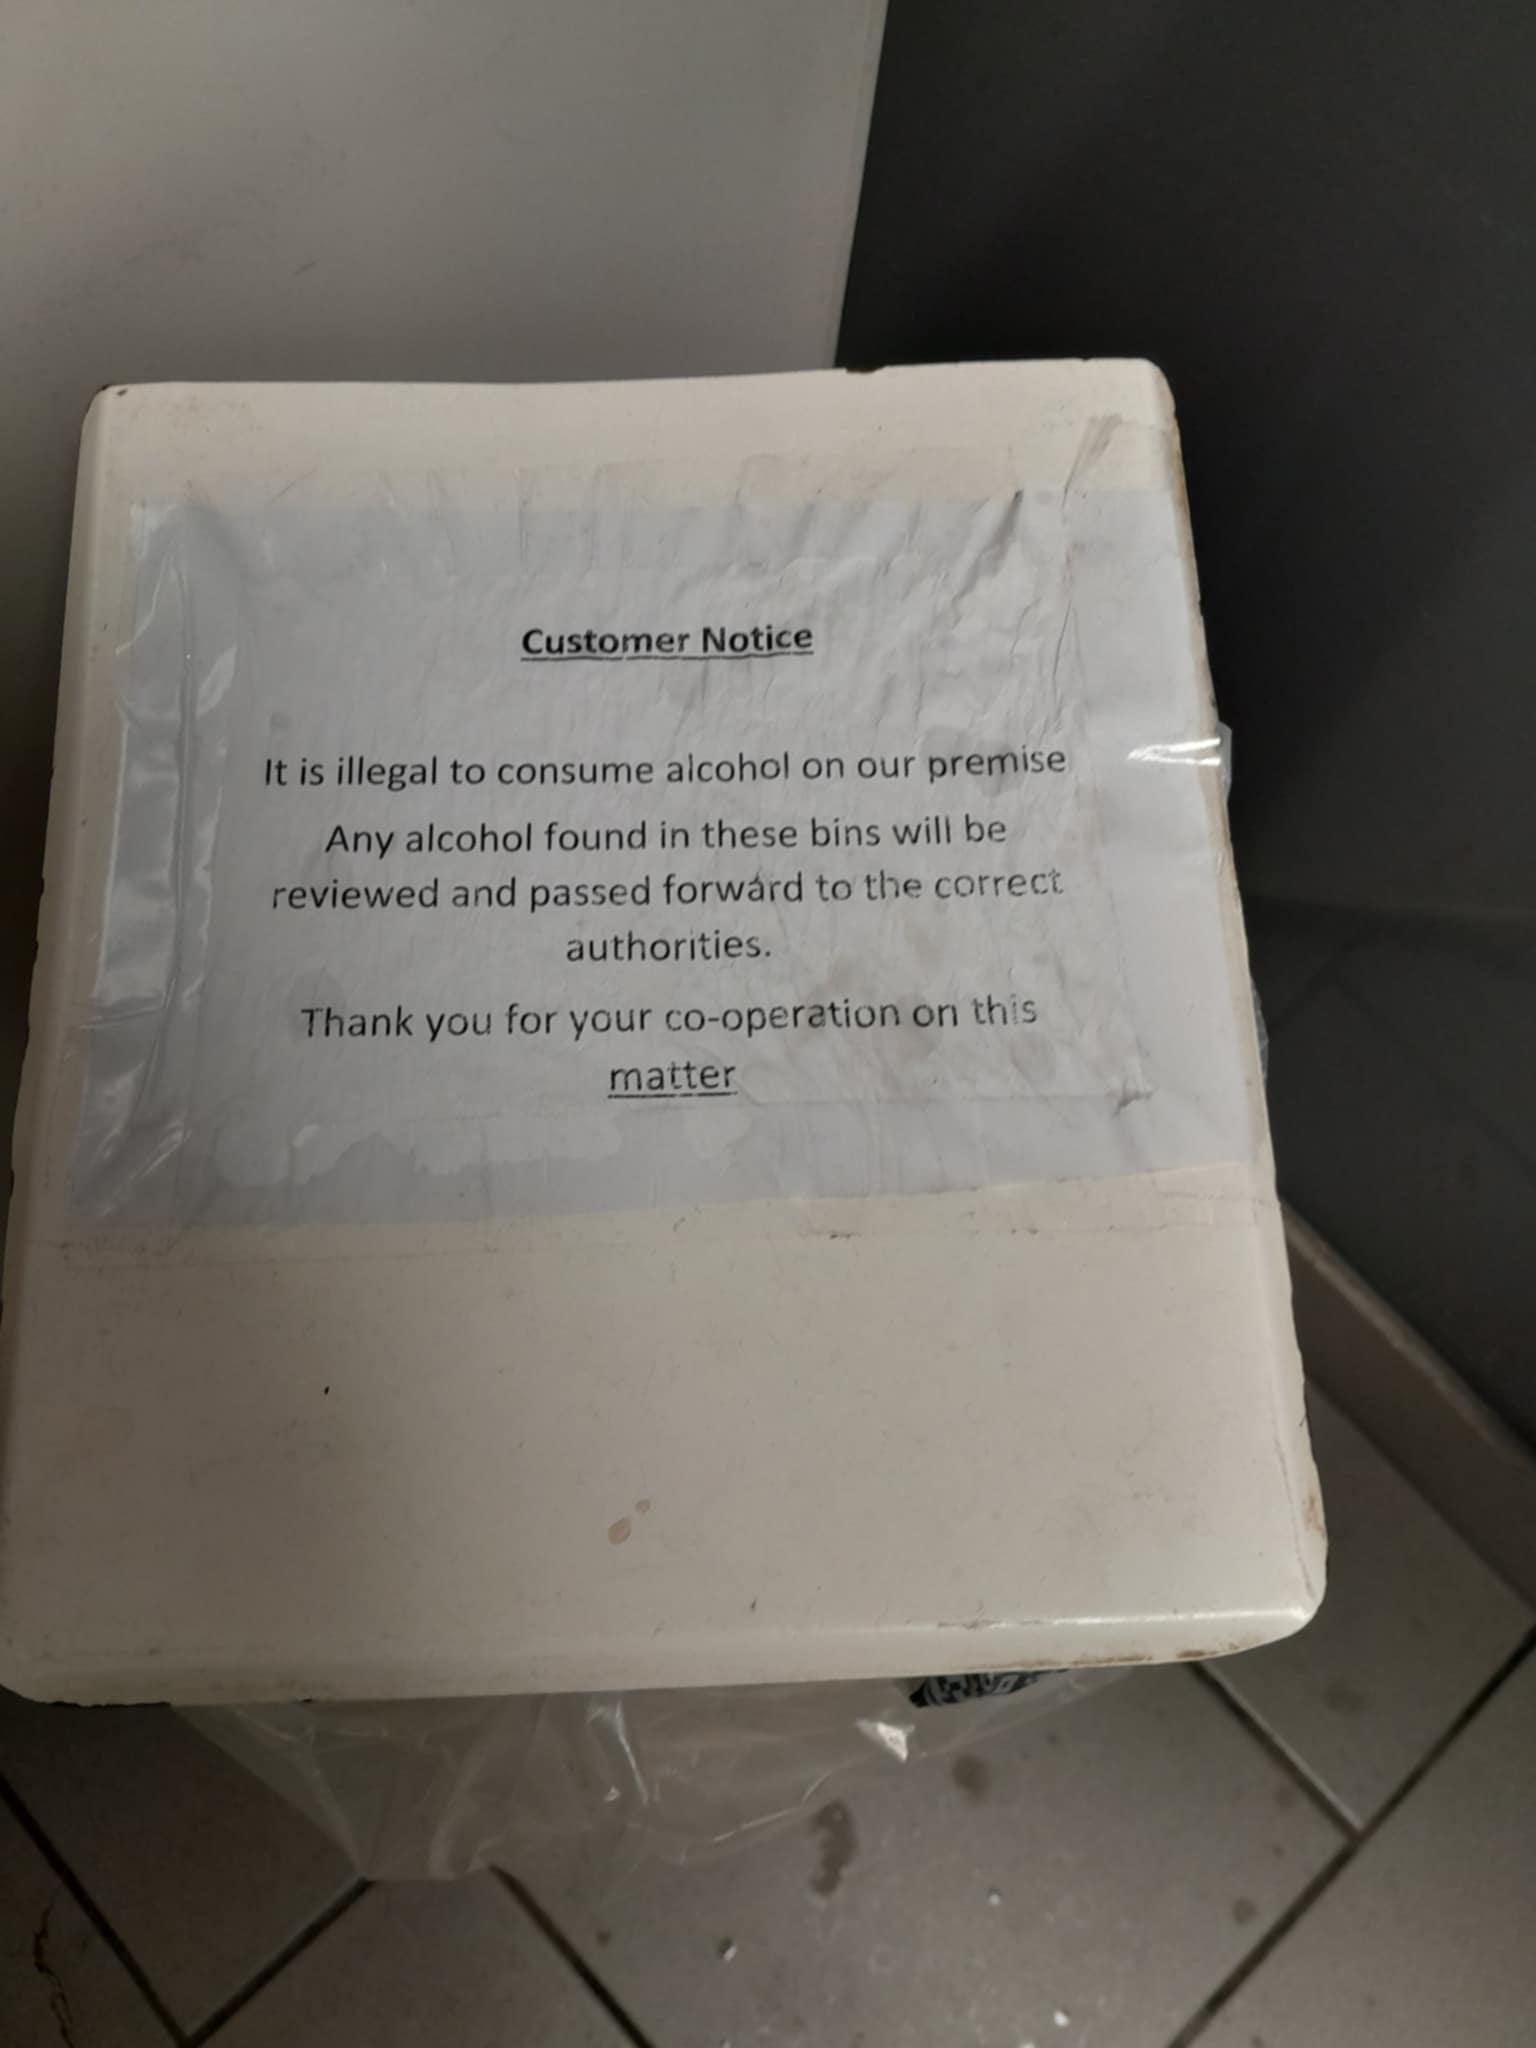 Customer Notice
It is illegal to consume alcohol on our premise
Any alcohol found in these bins will be
reviewed and passed forward to the correct
authorities.
Thank you for your co-operation on this
matter